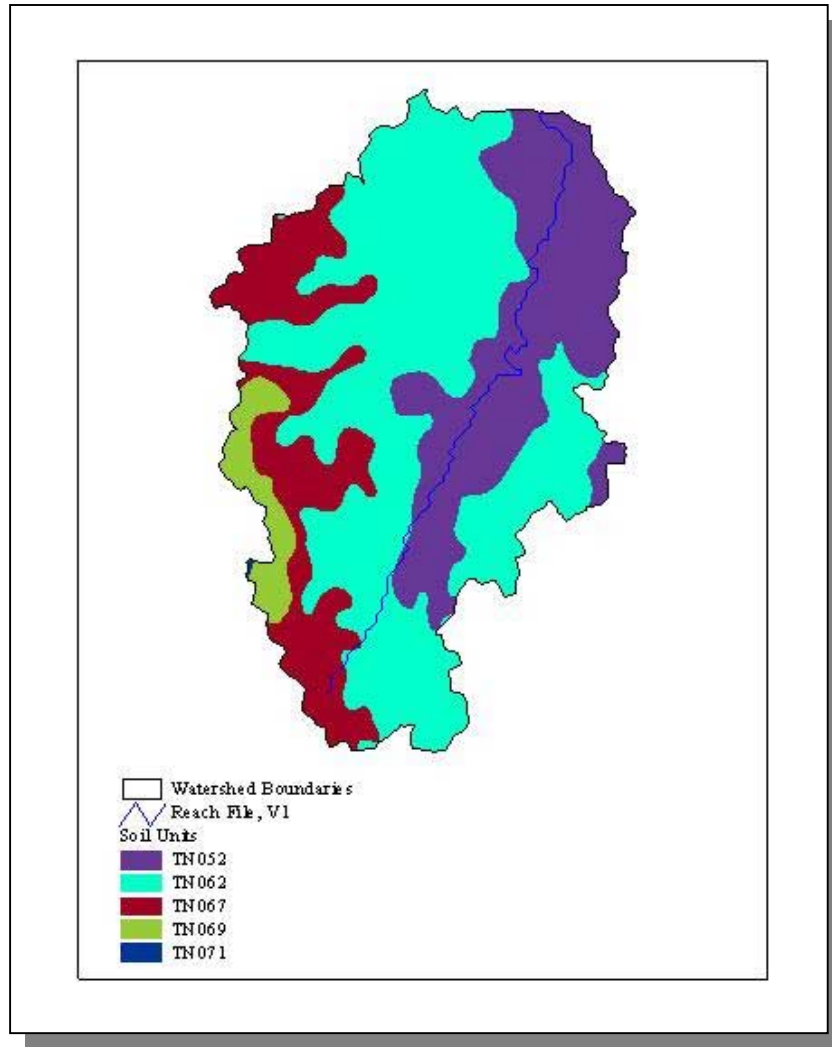 Watershed Boundaries
Reach File, V1
Soil Units
TN052
TN062
TN067
TN069
TN071